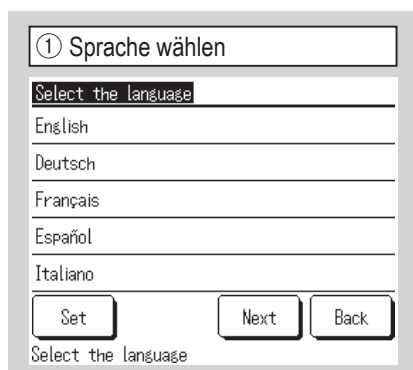 ① Sprache wählen
Select the language
English
Deutsch
Français
Español
Italiano
Set Next Back
Select the language